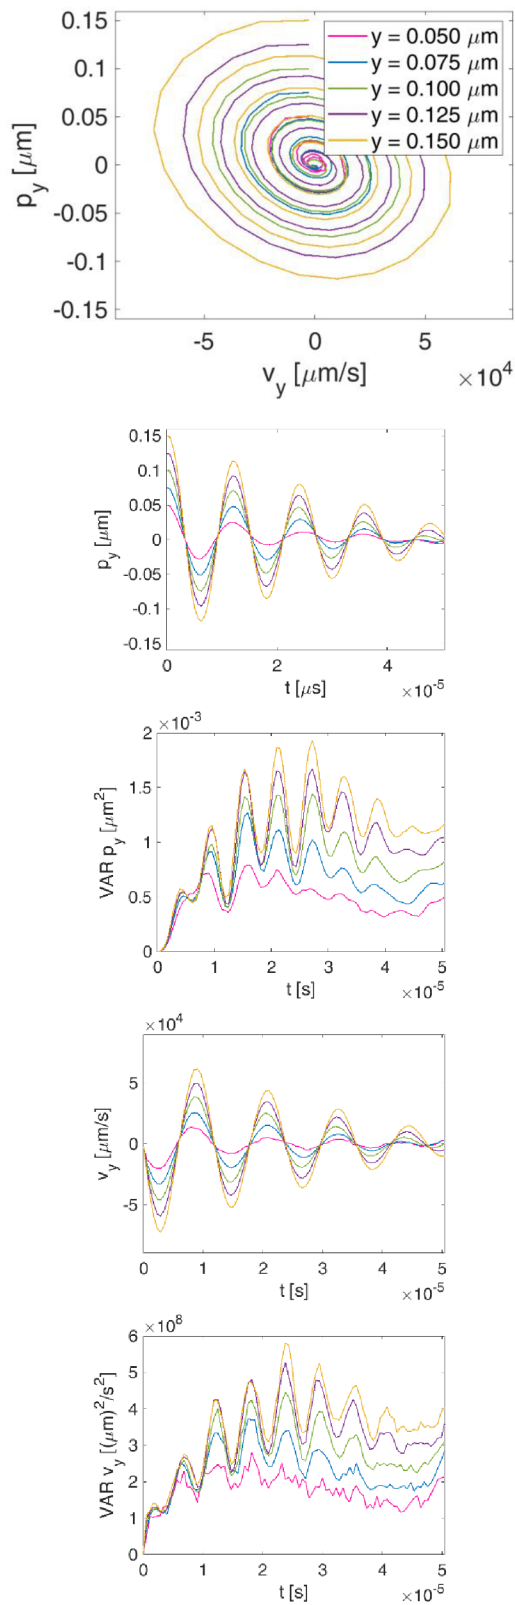 0.15
0.1
0.05
0
-0.05
-0.1
-0.15
p_y [μm]
y = 0.050 μm
y = 0.075 μm
y = 0.100 μm
y = 0.125 μm
y = 0.150 μm
-5 0 5
v_y [μm/s] ×10^4
0.15
0.1
0.05
0
-0.05
-0.1
-0.15
p_y [μm]
0 2 4
t [μs] ×10^-5
×10^-3
2
1.5
1
0.5
0
VAR p_y [μm^2]
0 1 2 3 4 5
t [s] ×10^-5
×10^4
5
0
-5
v_y [μm/s]
0 1 2 3 4 5
t [s] ×10^-5
×10^8
6
5
4
3
2
1
0
VAR v_y [(μm)^2/s^2]
0 1 2 3 4 5
t [s] ×10^-5